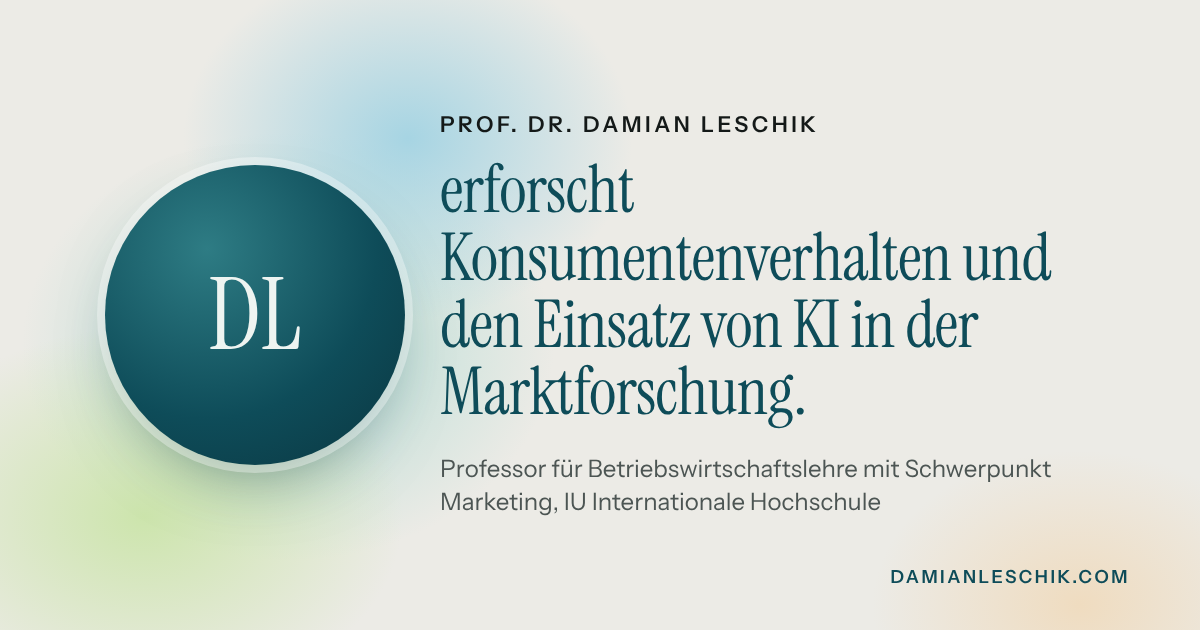 PROF. DR. DAMIAN LESCHIK
erforscht
Konsumentenverhalten und
den Einsatz von KI in der
Marktforschung.
DL
Professor für Betriebswirtschaftslehre mit Schwerpunkt
Marketing, IU Internationale Hochschule
DAMIANLESCHIK.COM